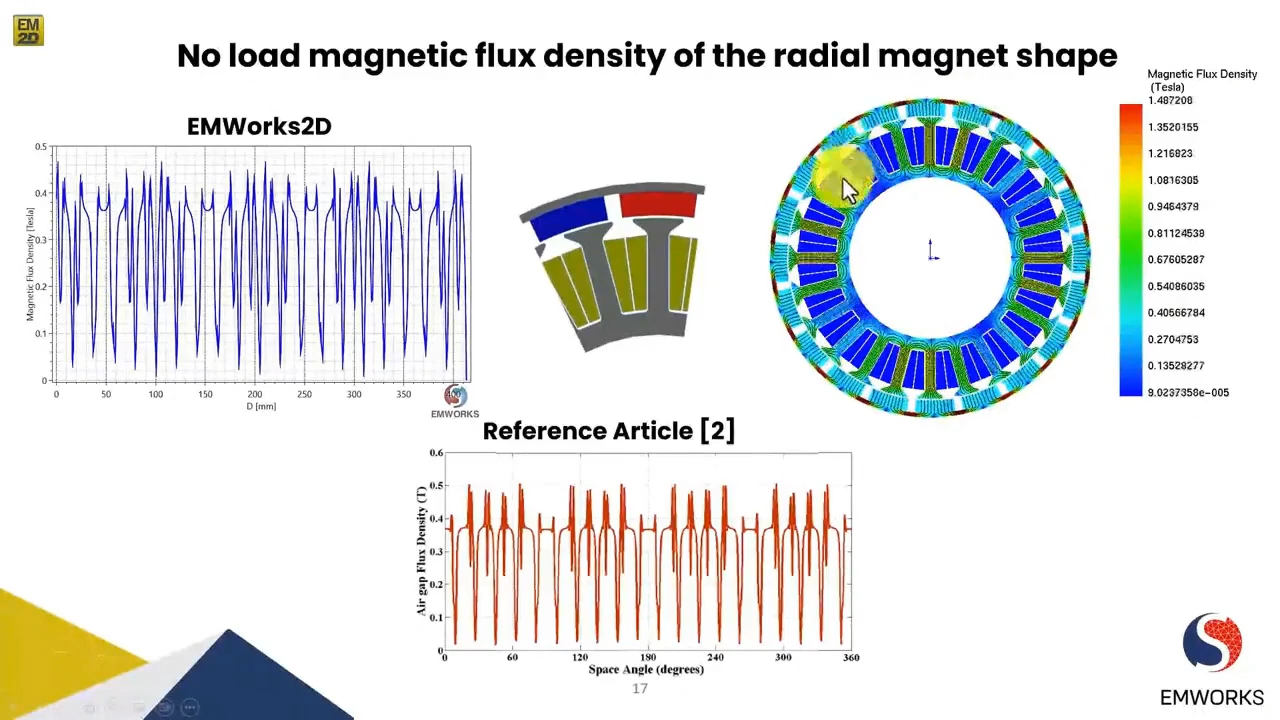 EM
2D
No load magnetic flux density of the radial magnet shape
Magnetic Flux Density
(Tesla)
1.487208
1.3520155
1.216823
1.0816305
0.9464379
0.81124538
0.67605287
0.54086035
0.40566784
0.2704753
0.13528277
9.0237358e-005
EMWorks2D
0.5
0.4
0.3
0.2
0.1
0
Magnetic Flux Density [Tesla]
0 50 100 150 200 250 300 350 400
D [mm]
EMWORKS
Reference Article [2]
0.6
0.5
0.4
0.3
0.2
0.1
0
Air gap Flux Density (T)
0 60 120 180 240 300 360
Space Angle (degrees)
17
EMWORKS